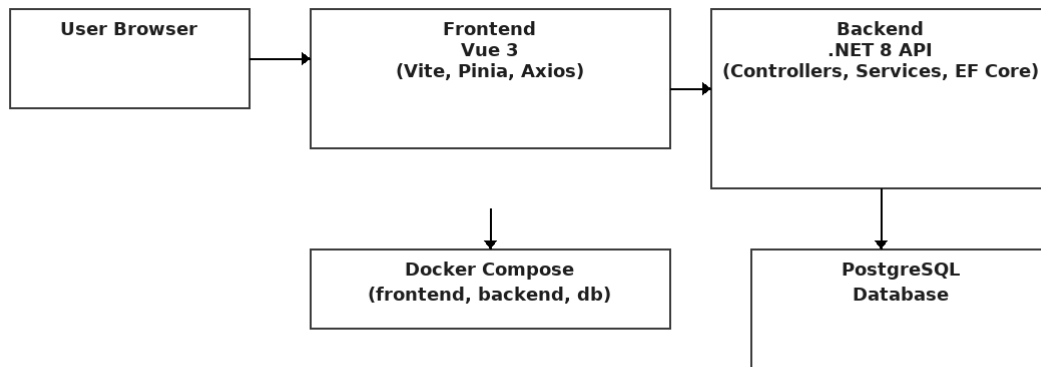 User Browser
Frontend
Vue 3
(Vite, Pinia, Axios)
Backend
.NET 8 API
(Controllers, Services, EF Core)
Docker Compose
(frontend, backend, db)
PostgreSQL
Database